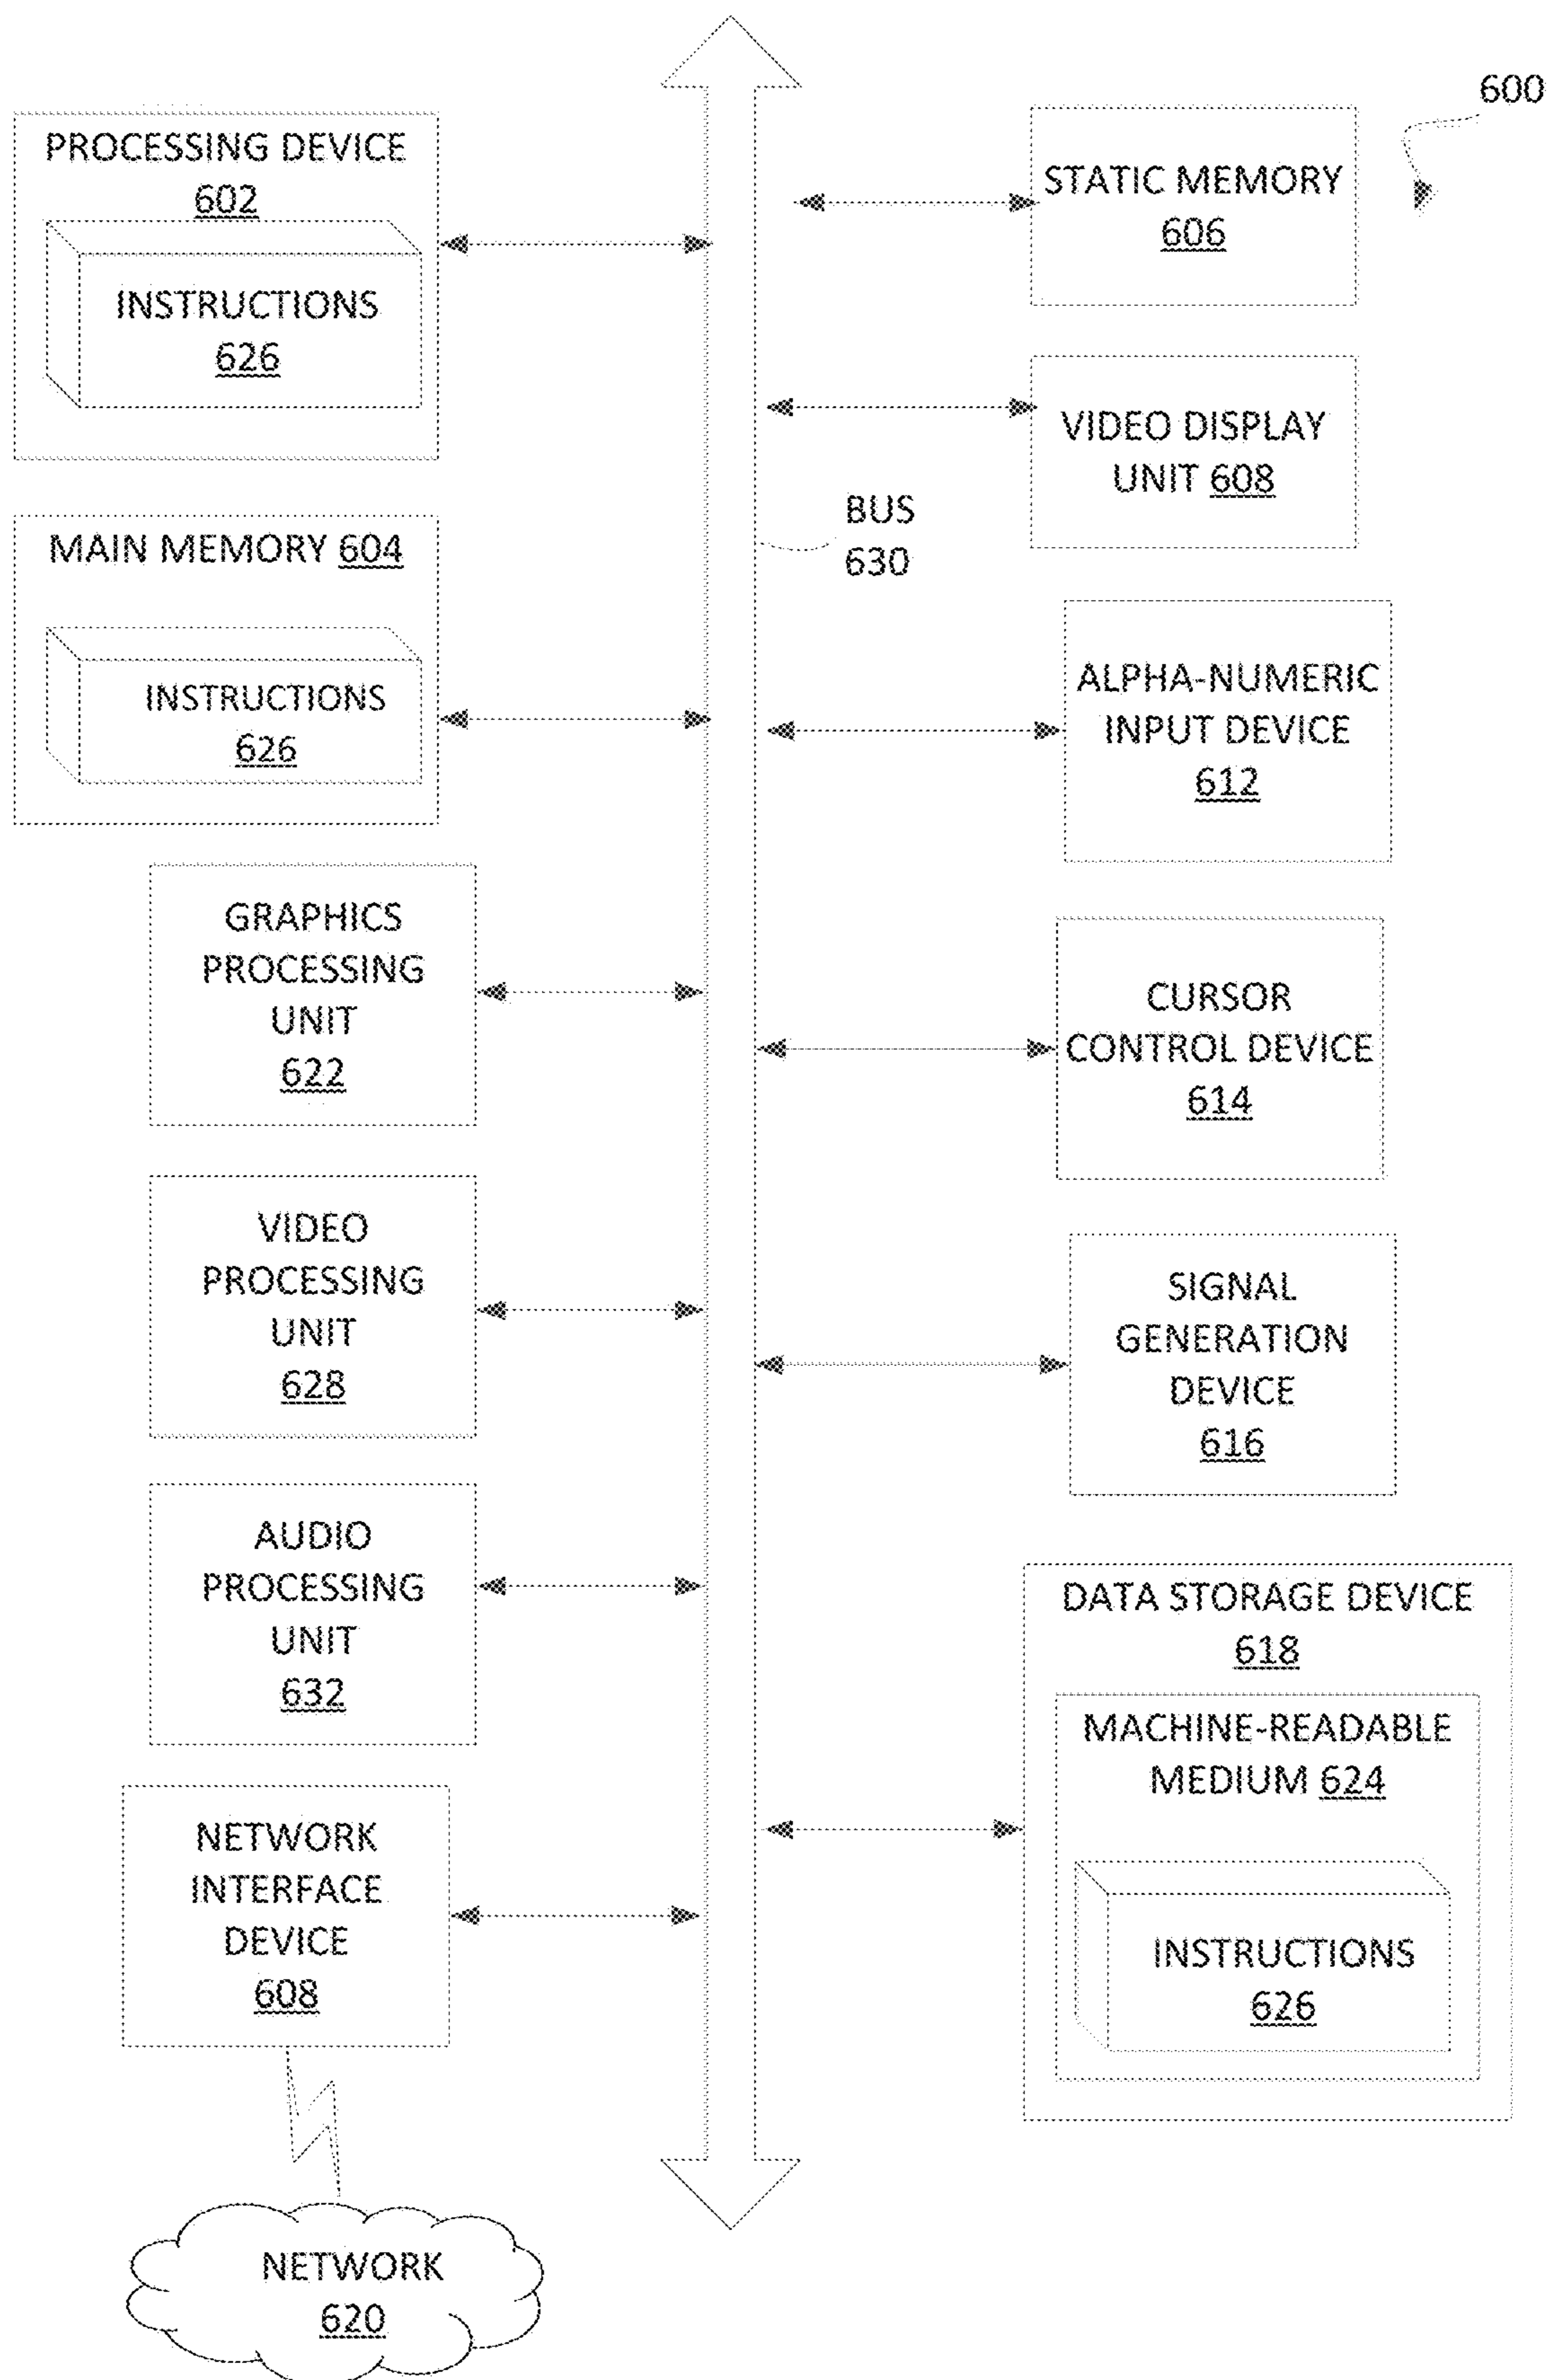 600
PROCESSING DEVICE
602
INSTRUCTIONS
626
MAIN MEMORY 604
INSTRUCTIONS
626
GRAPHICS
PROCESSING
UNIT
622
VIDEO
PROCESSING
UNIT
628
AUDIO
PROCESSING
UNIT
632
NETWORK
INTERFACE
DEVICE
608
NETWORK
620
BUS
630
STATIC MEMORY
606
VIDEO DISPLAY
UNIT 608
ALPHA-NUMERIC
INPUT DEVICE
612
CURSOR
CONTROL DEVICE
614
SIGNAL
GENERATION
DEVICE
616
DATA STORAGE DEVICE
618
MACHINE-READABLE
MEDIUM 624
INSTRUCTIONS
626